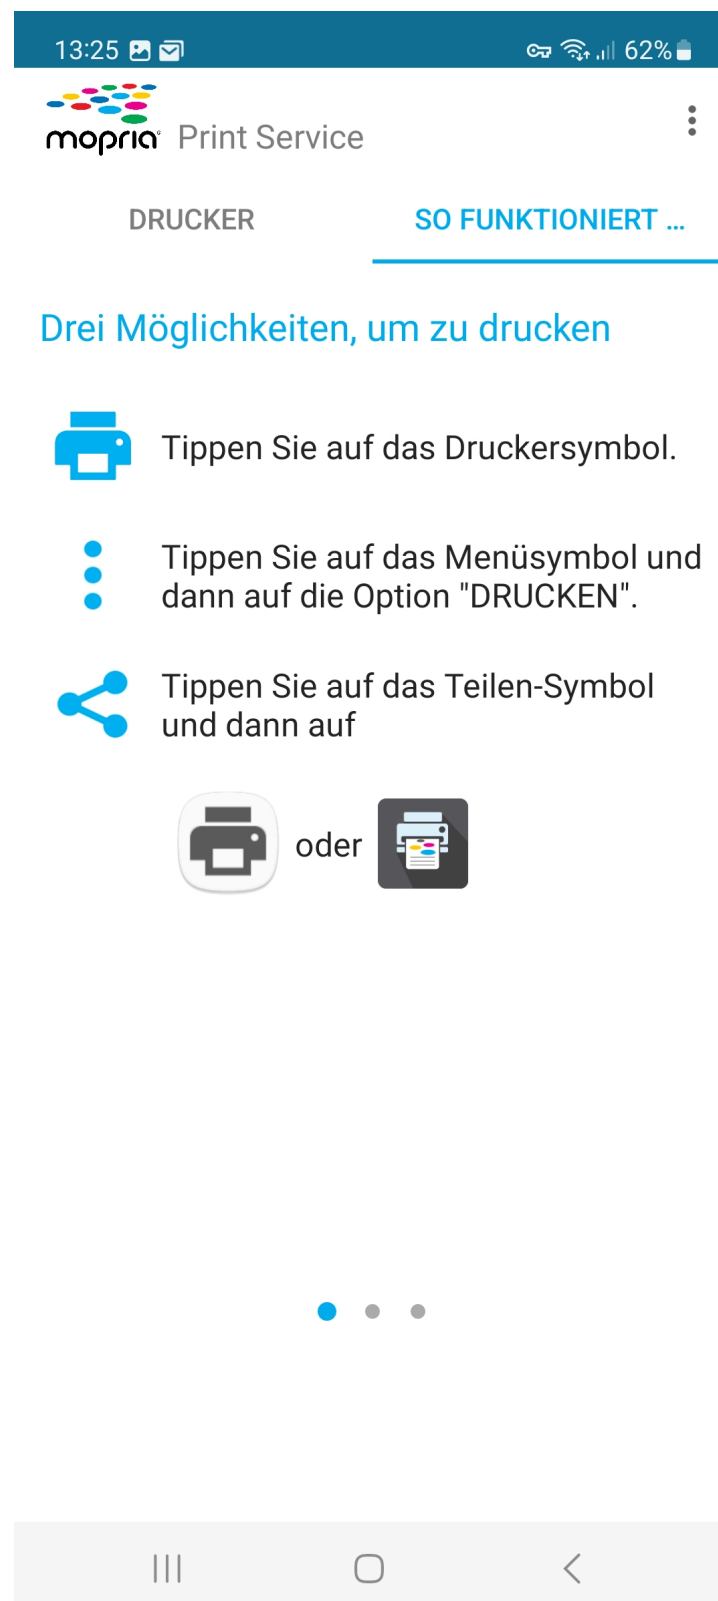 13:25
62%
mopria Print Service
DRUCKER
SO FUNKTIONIERT ...
Drei Möglichkeiten, um zu drucken
Tippen Sie auf das Druckersymbol.
Tippen Sie auf das Menüsymbol und
dann auf die Option "DRUCKEN".
Tippen Sie auf das Teilen-Symbol
und dann auf
oder